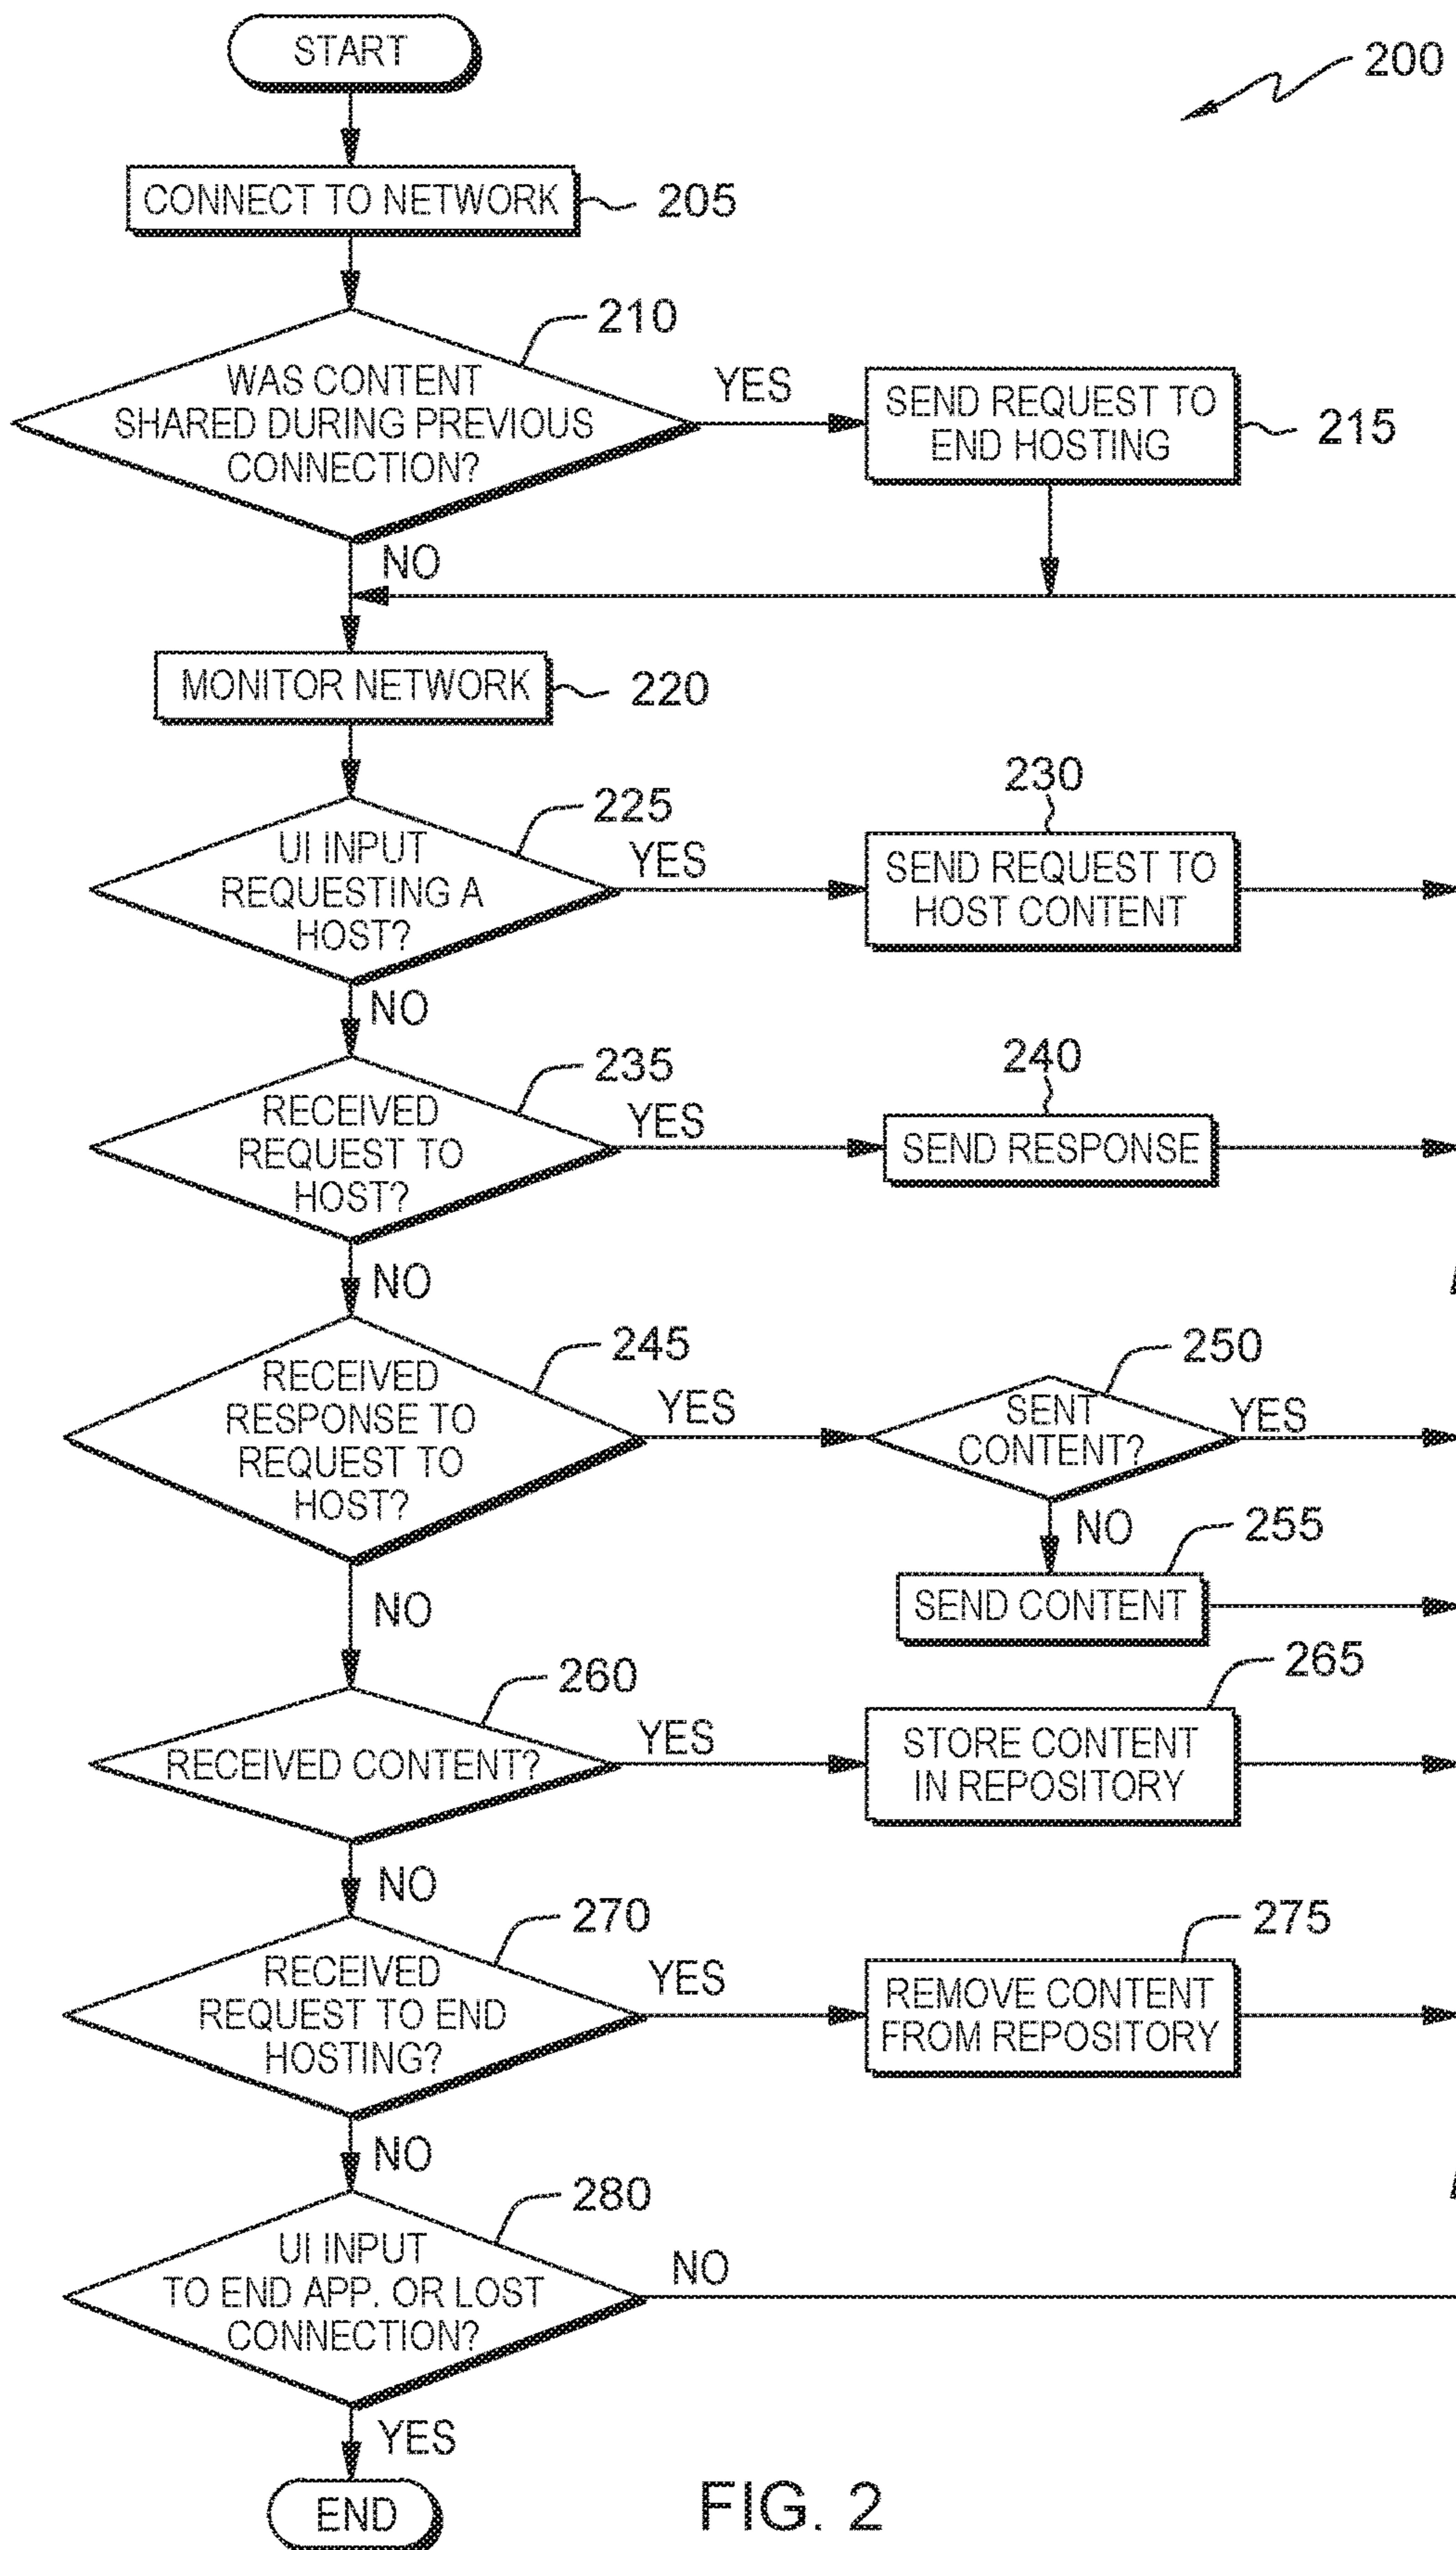 START
200
CONNECT TO NETWORK
205
210
WAS CONTENT
SHARED DURING PREVIOUS
CONNECTION?
YES
SEND REQUEST TO
END HOSTING
215
NO
MONITOR NETWORK
220
225
UI INPUT
REQUESTING A
HOST?
YES
230
SEND REQUEST TO
HOST CONTENT
NO
235
RECEIVED
REQUEST TO
HOST?
YES
240
SEND RESPONSE
NO
245
RECEIVED
RESPONSE TO
REQUEST TO
HOST?
YES
250
SENT
CONTENT?
YES
NO
255
SEND CONTENT
NO
260
RECEIVED CONTENT?
YES
265
STORE CONTENT
IN REPOSITORY
NO
270
RECEIVED
REQUEST TO END
HOSTING?
YES
275
REMOVE CONTENT
FROM REPOSITORY
NO
280
UI INPUT
TO END APP. OR LOST
CONNECTION?
NO
YES
END
FIG. 2